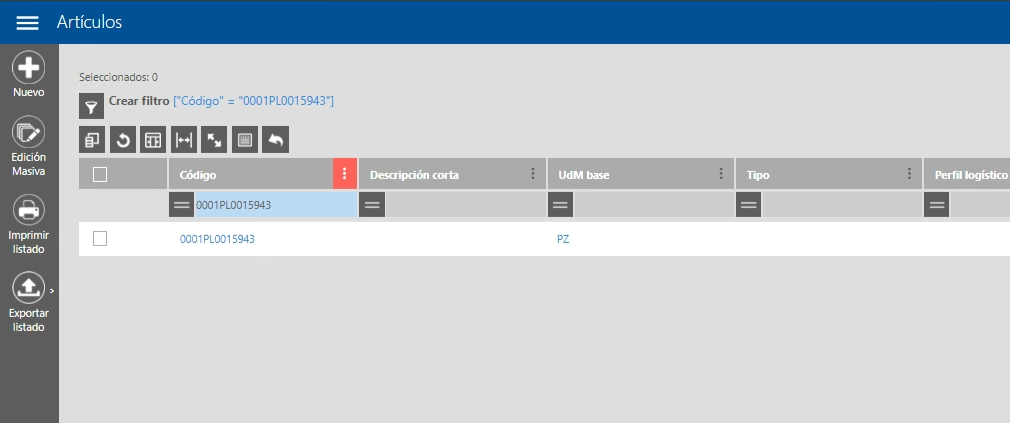 Artículos
Nuevo
Edición
Masiva
Imprimir
listado
Exportar
listado
Seleccionados: 0
Crear filtro ["Código" = "0001PL0015943"]
Código Descripción corta UdM base Tipo Perfil logístico
0001PL0015943
0001PL0015943 PZ